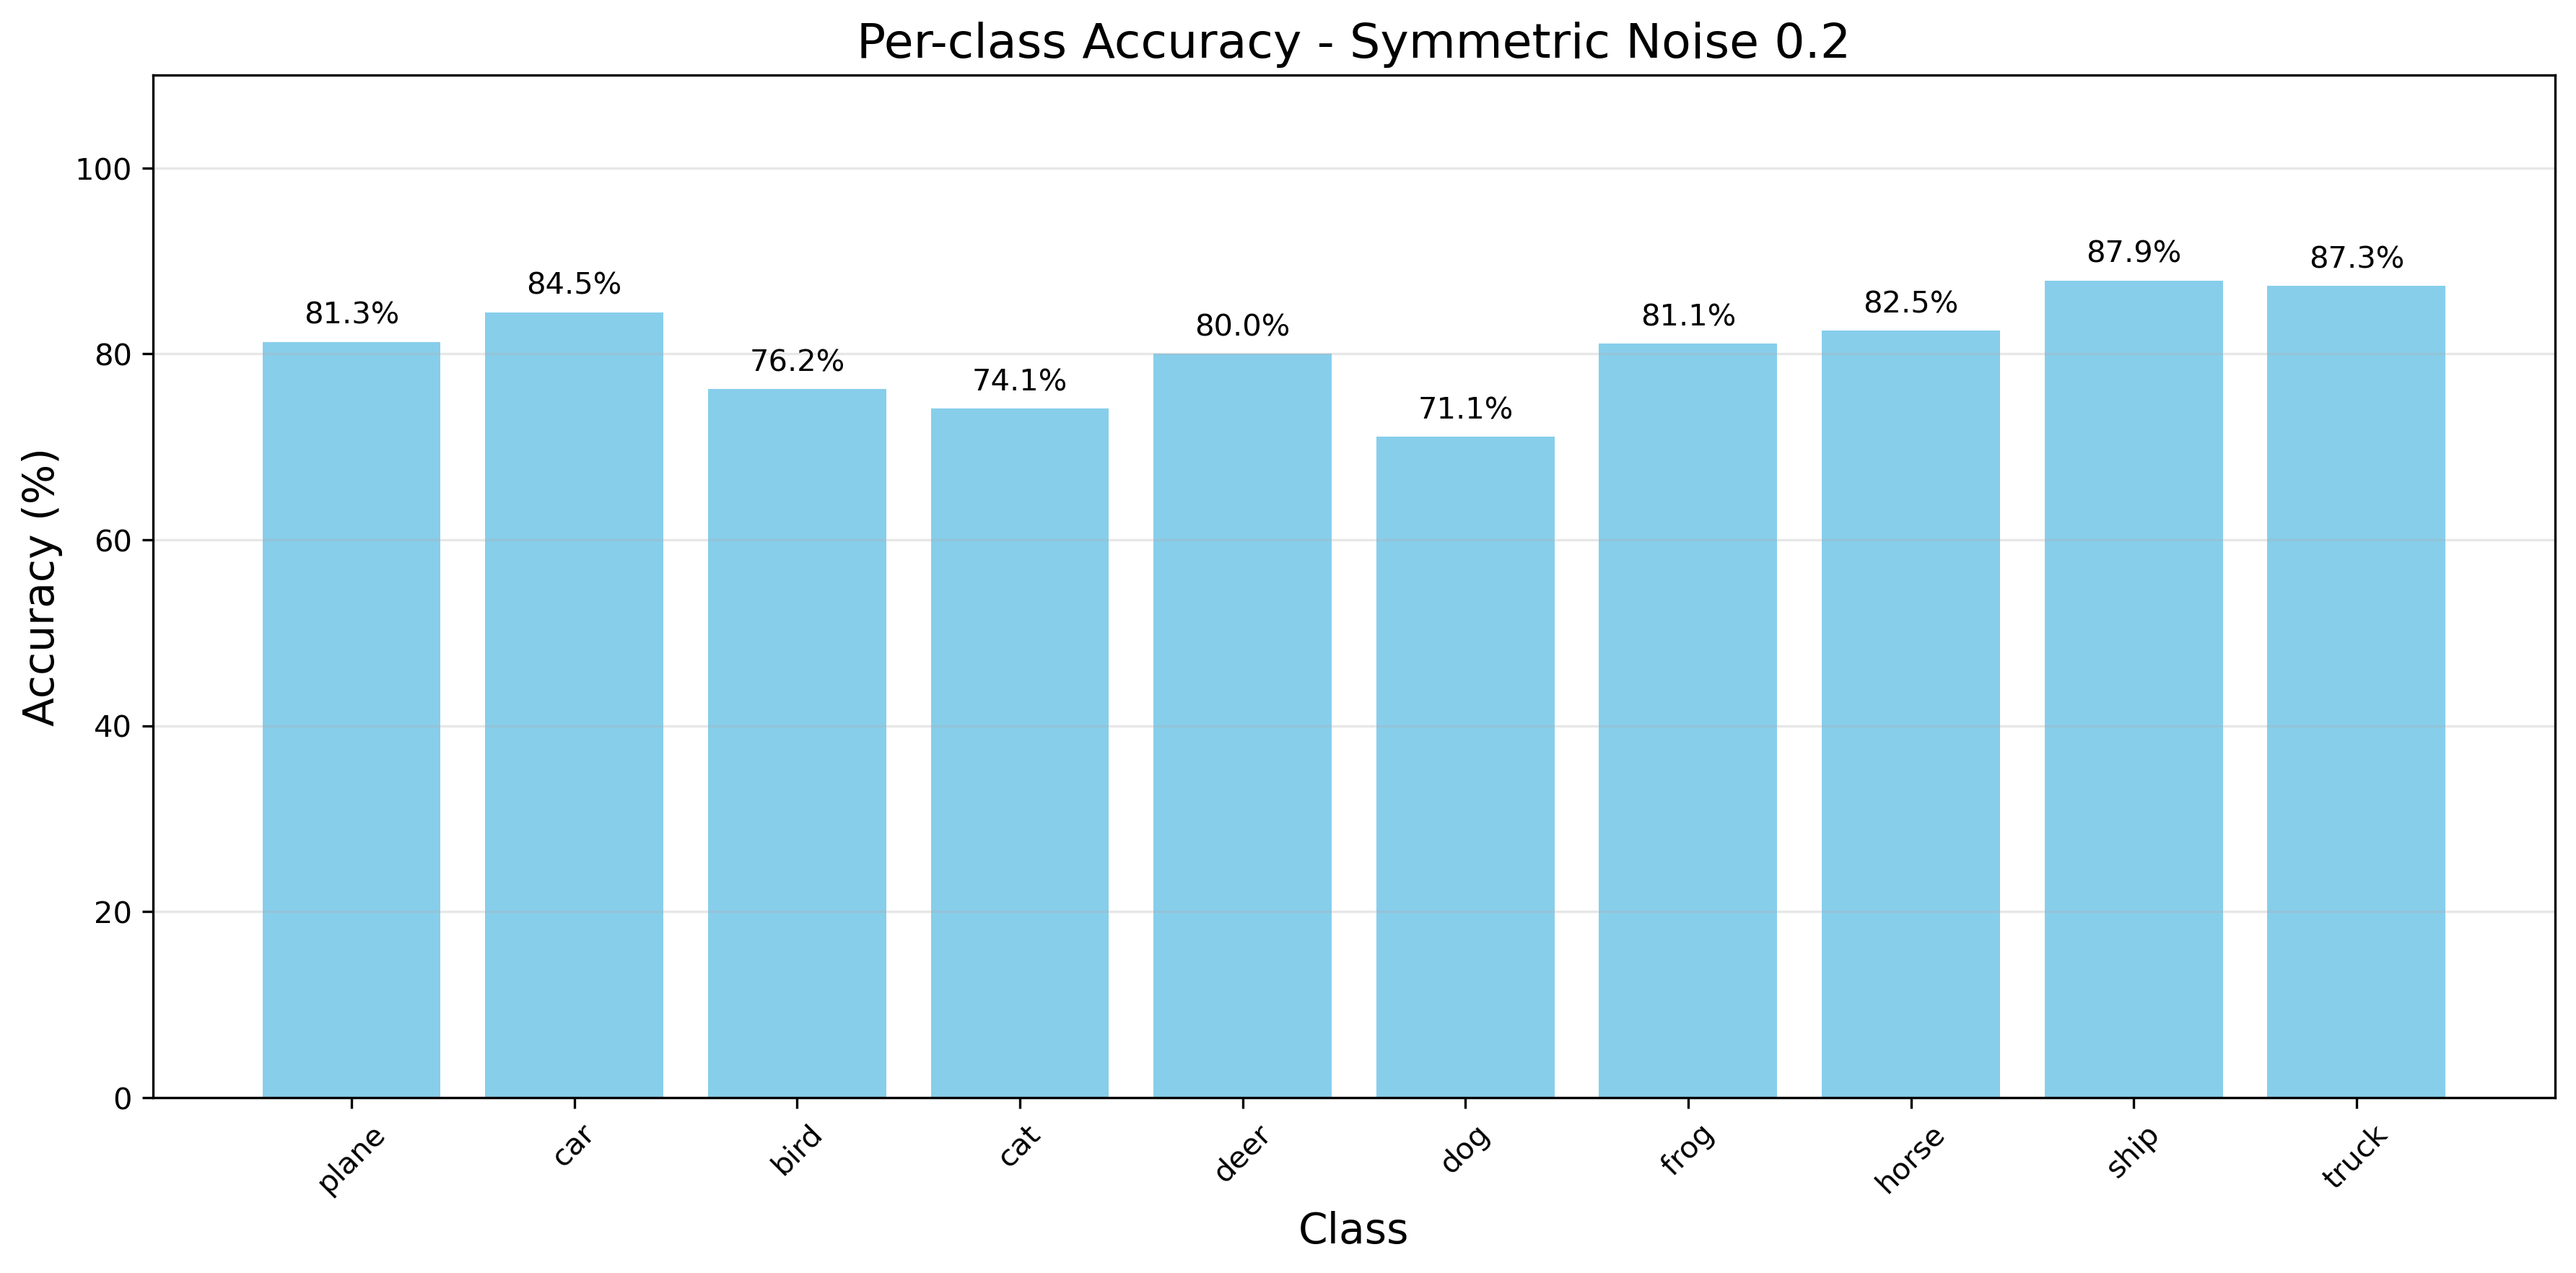 Per-class Accuracy - Symmetric Noise 0.2
Accuracy (%)
100
80
60
40
20
0
81.3%
84.5%
76.2%
74.1%
80.0%
71.1%
81.1%
82.5%
87.9%
87.3%
plane
car
bird
cat
deer
dog
frog
horse
ship
truck
Class